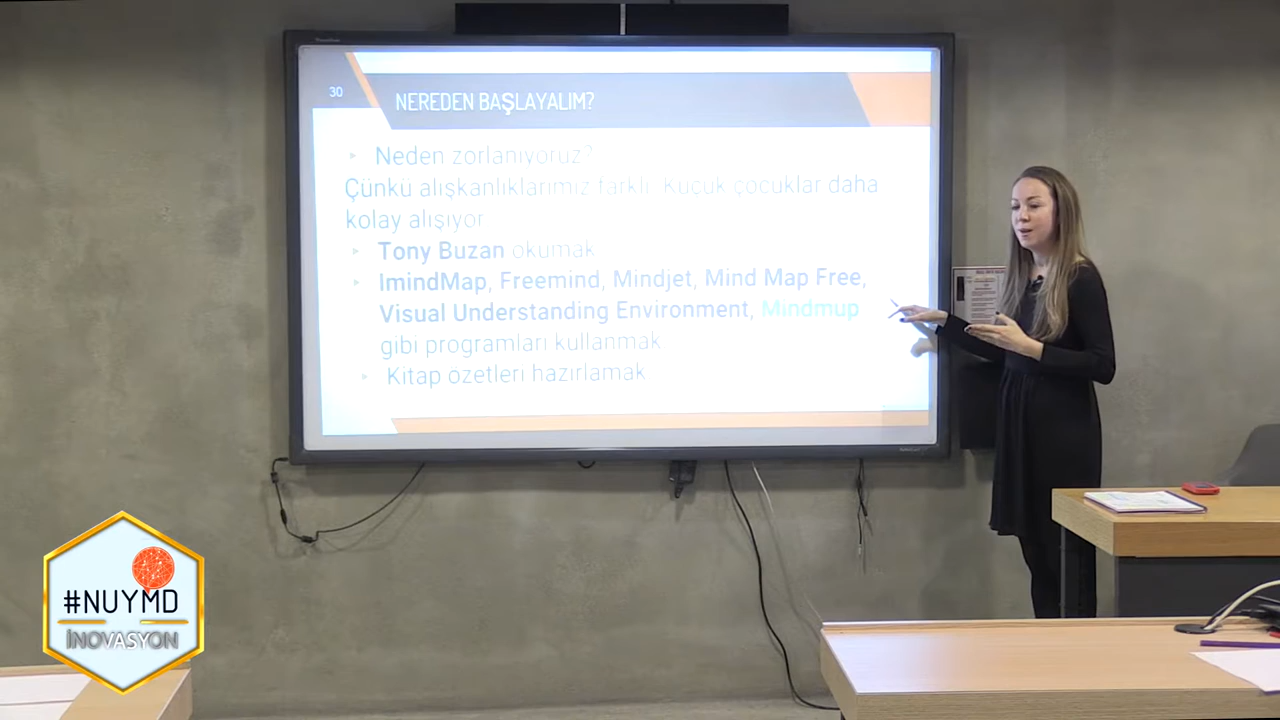 30
NEREDEN BAŞLAYALIM?
Neden zorlanıyoruz?
Çünkü alışkanlıklarımız farklı. Küçük çocuklar daha
kolay alışıyor
Tony Buzan okumak
ImindMap, Freemind, Mindjet, Mind Map Free,
Visual Understanding Environment, Mindmup
gibi programları kullanmak
Kitap özetleri hazırlamak
#NUYMD
İNOVASYON